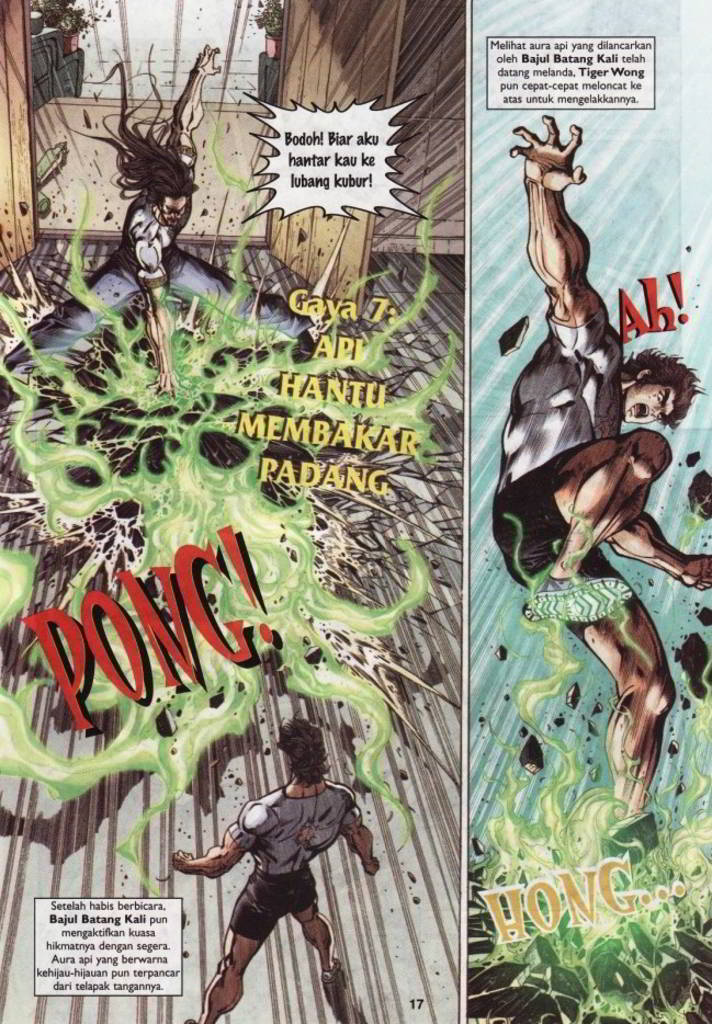 Bodoh! Biar aku
hantar kau ke
lubang kubur!
Gaya 7:
API
HANTU
MEMBAKAR
PADANG
PONG!
Setelah habis berbicara,
Bajul Batang Kali pun
mengaktifkan kuasa
hikmatnya dengan segera.
Aura api yang berwarna
kehijau-hijauan pun terpancar
dari telapak tangannya.
17
Melihat aura api yang dilancarkan
oleh Bajul Batang Kali telah
datang melanda, Tiger Wong
pun cepat-cepat meloncat ke
atas untuk mengelakkannya.
Ah!
HONG...